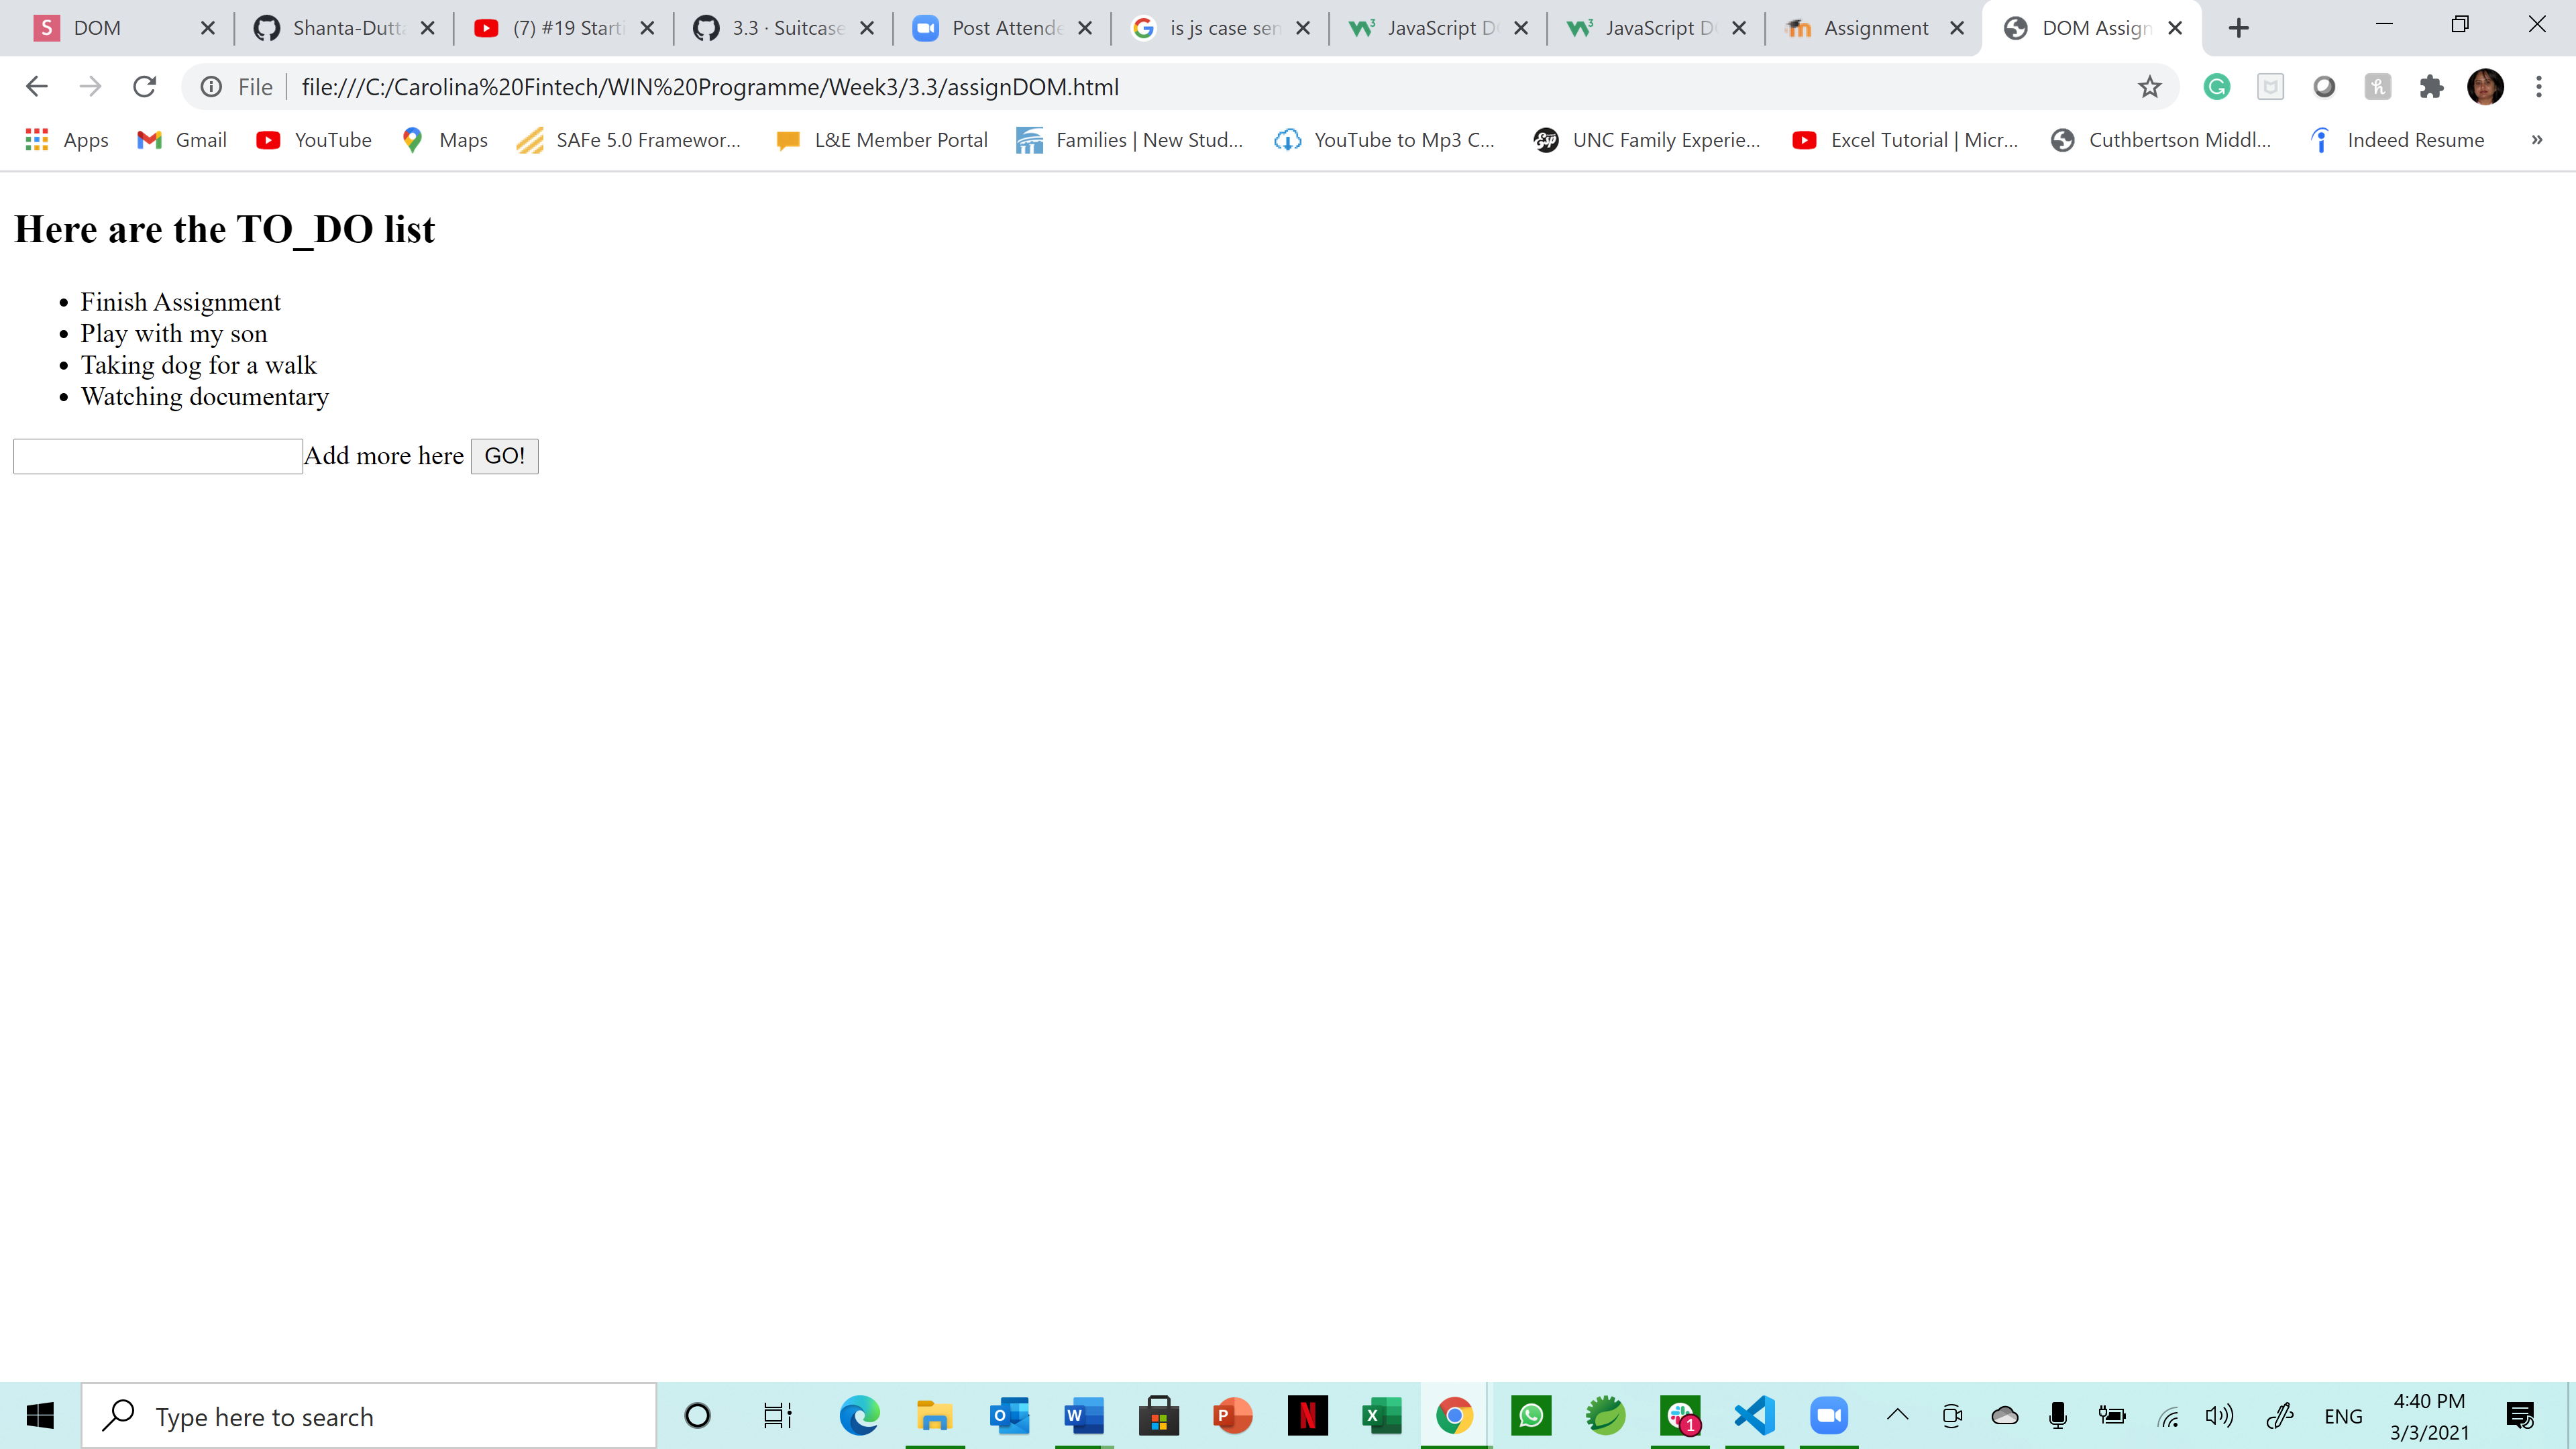 S DOM
Shanta-Dutta
(7) #19 Starti
3.3 · Suitcase
Post Attende
is js case sen
JavaScript D
JavaScript D
Assignment
DOM Assign
File file:///C:/Carolina%20Fintech/WIN%20Programme/Week3/3.3/assignDOM.html
Apps Gmail YouTube Maps SAFe 5.0 Framewor... L&E Member Portal Families | New Stud... YouTube to Mp3 C... UNC Family Experie... Excel Tutorial | Micr... Cuthbertson Middl... Indeed Resume »
Here are the TO_DO list
• Finish Assignment
• Play with my son
• Taking dog for a walk
• Watching documentary
Add more here GO!
Type here to search
1
ENG
4:40 PM
3/3/2021